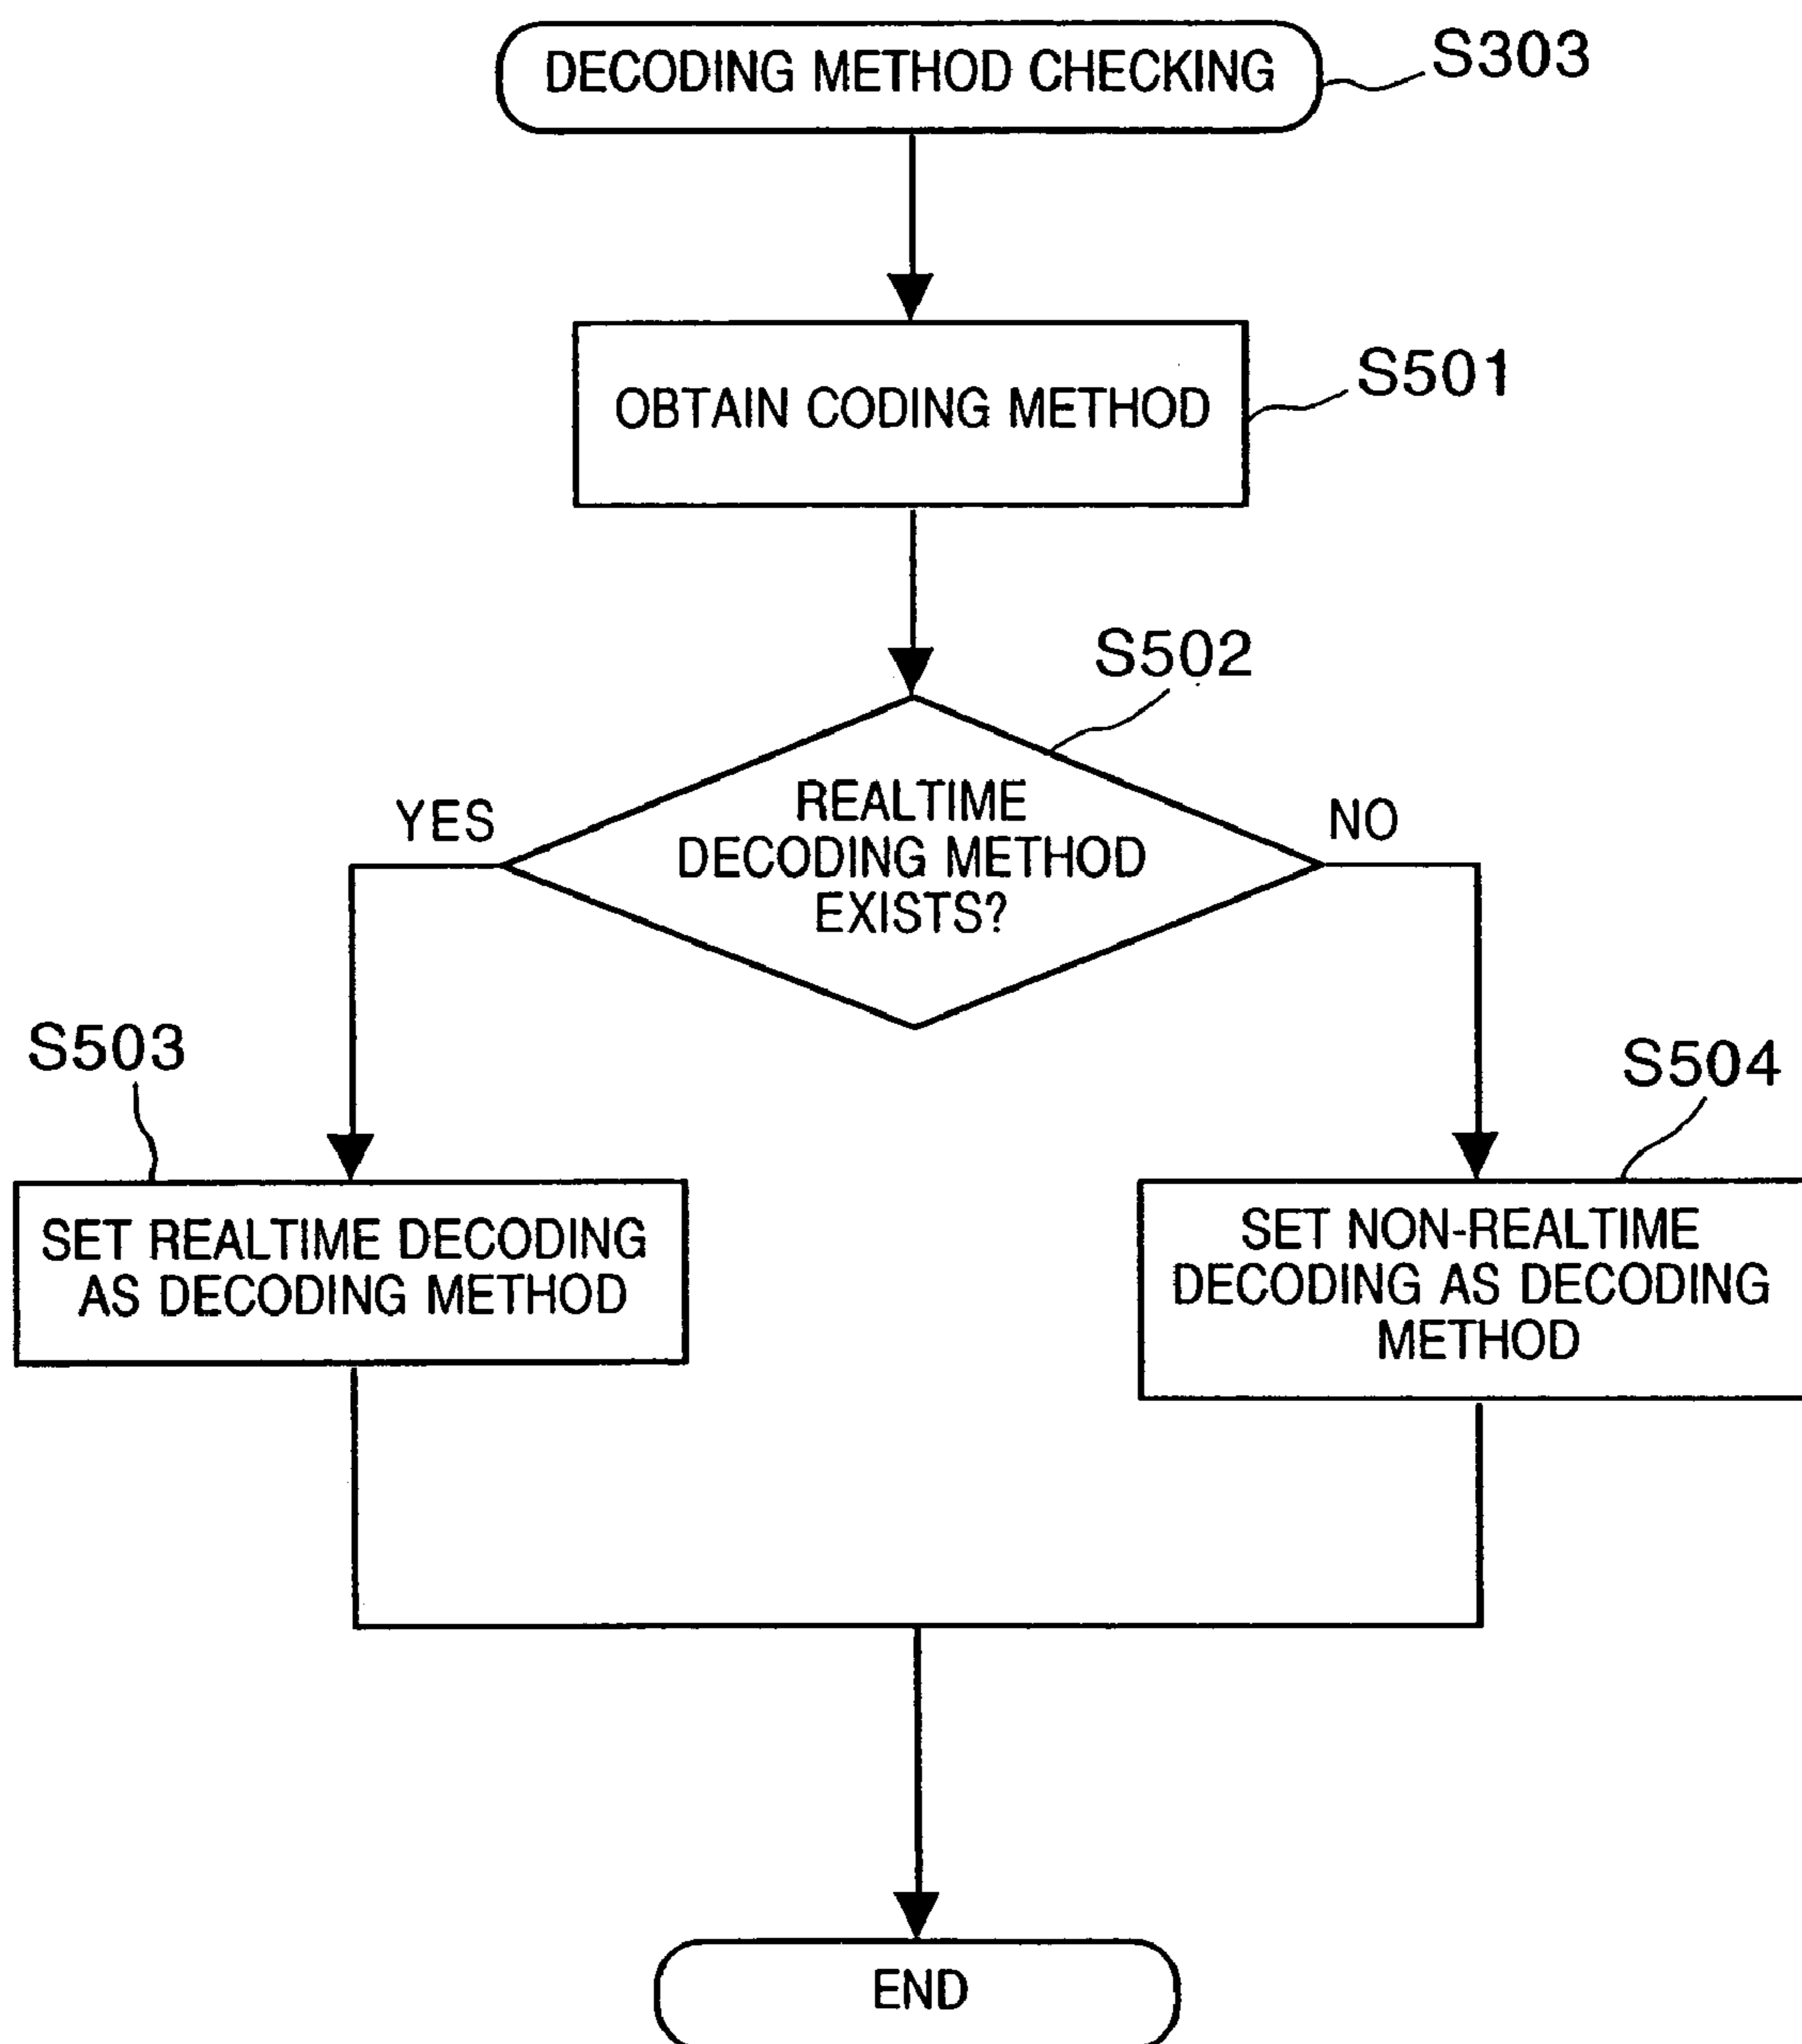 DECODING METHOD CHECKING
S303
OBTAIN CODING METHOD
S501
S502
REALTIME
DECODING METHOD
EXISTS?
YES
NO
S503
SET REALTIME DECODING
AS DECODING METHOD
S504
SET NON-REALTIME
DECODING AS DECODING
METHOD
END